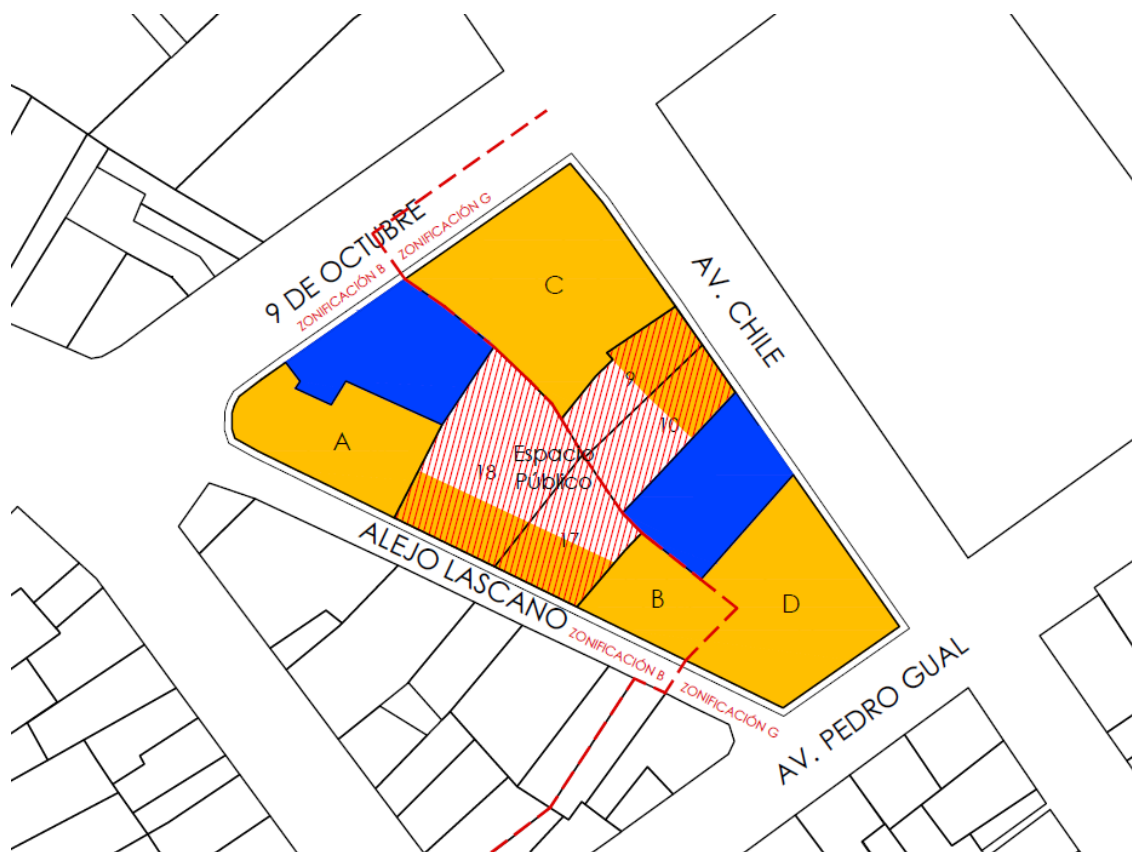 9 DE OCTUBRE
ZONIFICACIÓN B
ZONIFICACIÓN G
C
AV. CHILE
9
10
A
18
Espacio
Público
17
ALEJO LASCANO
B
D
ZONIFICACIÓN B
ZONIFICACIÓN G
AV. PEDRO GUAL